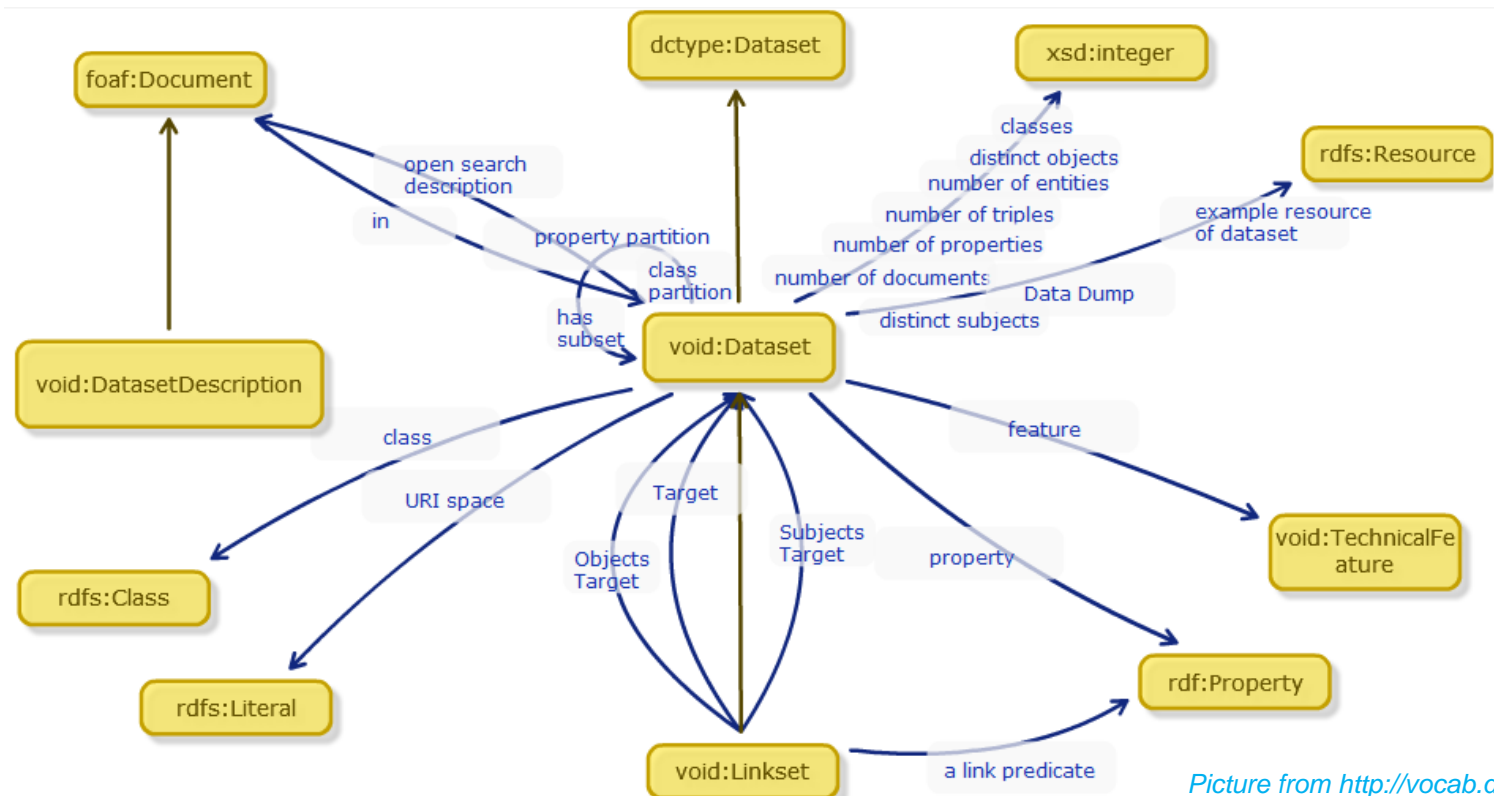 dctype:Dataset
xsd:integer
foaf:Document
classes
distinct objects
rdfs:Resource
open search
description
number of entities
number of triples
example resource
of dataset
in
property partition
number of properties
class
partition
number of documents
Data Dump
has
subset
distinct subjects
void:Dataset
void:DatasetDescription
class
feature
URI space
Target
Subjects
Target
void:TechnicalFe
ature
Objects
Target
property
rdfs:Class
rdf:Property
rdfs:Literal
void:Linkset
a link predicate
Picture from http://vocab.